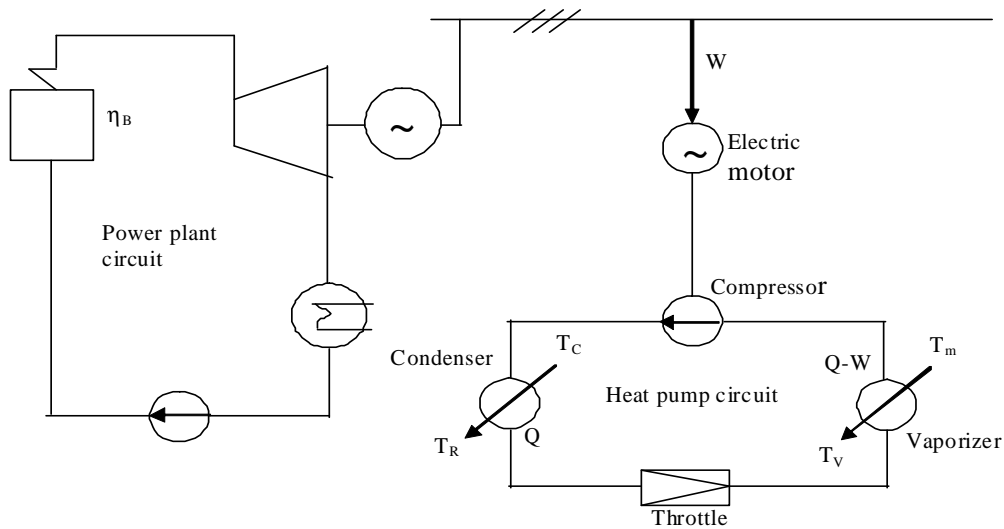 W
η_B
~
~
Electric
motor
Power plant
circuit
Compressor
T_C
Condenser
Q-W
T_m
Heat pump circuit
T_R
Q
T_V
Vaporizer
Throttle